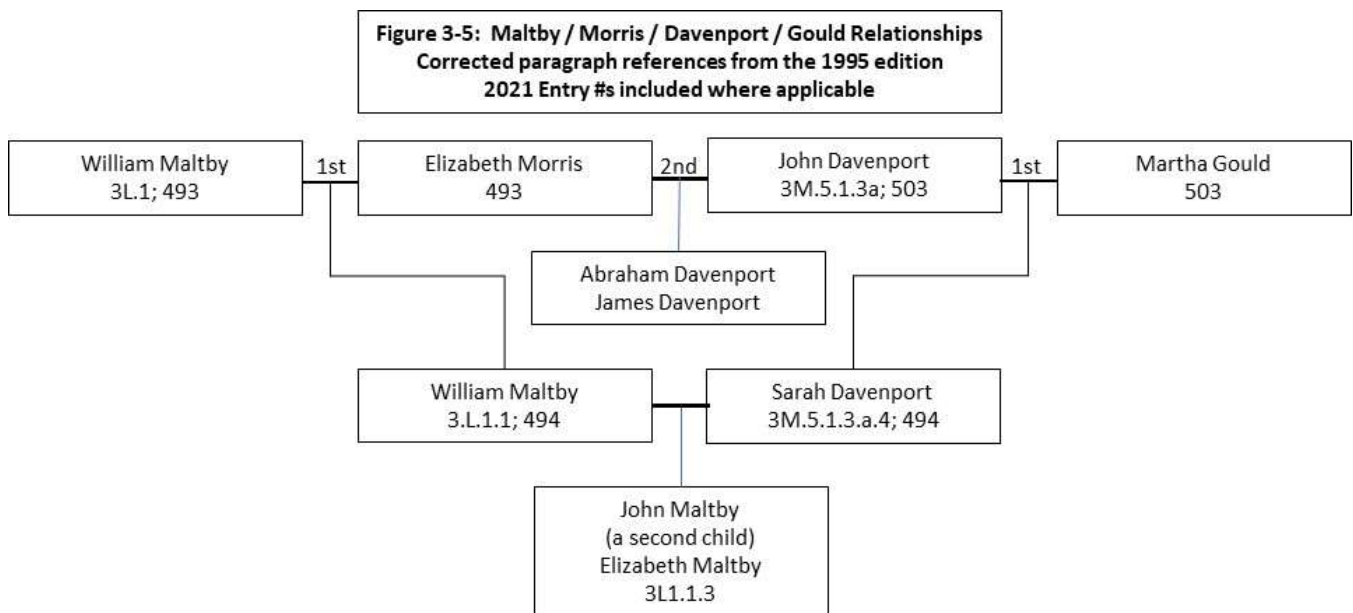 Figure 3-5: Maltby / Morris / Davenport / Gould Relationships
Corrected paragraph references from the 1995 edition
2021 Entry #s included where applicable
William Maltby
3L.1; 493
1st
Elizabeth Morris
493
2nd
John Davenport
3M.5.1.3a; 503
1st
Martha Gould
503
Abraham Davenport
James Davenport
William Maltby
3.L.1.1; 494
Sarah Davenport
3M.5.1.3.a.4; 494
John Maltby
(a second child)
Elizabeth Maltby
3L1.1.3